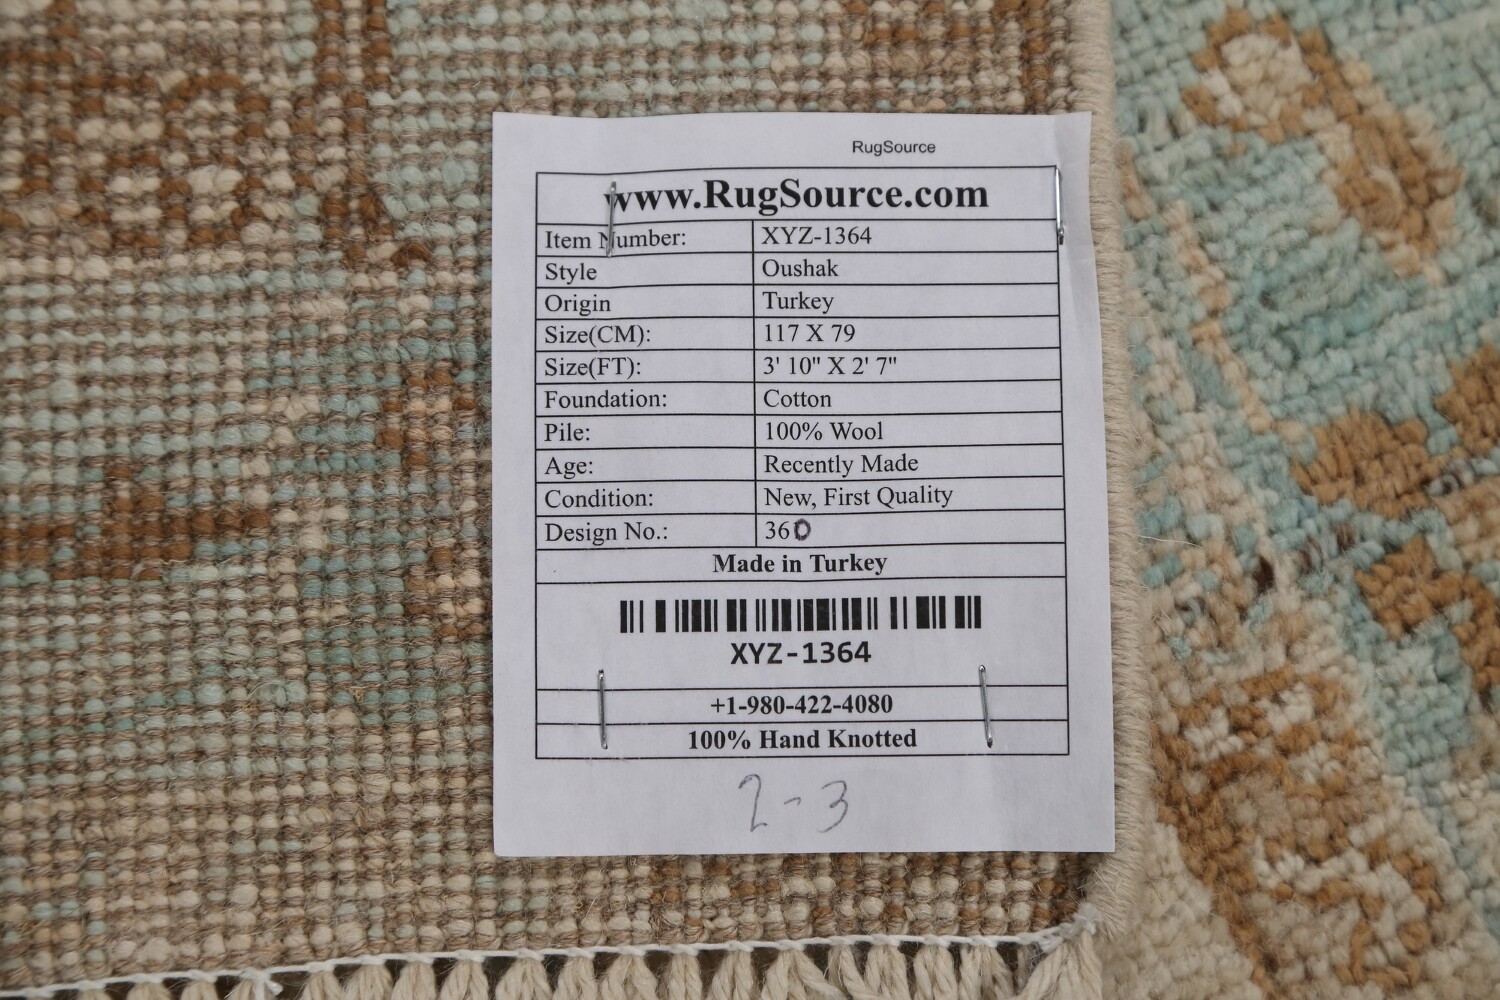 RugSource
www.RugSource.com
Item Number: XYZ-1364
Style Oushak
Origin Turkey
Size(CM): 117 X 79
Size(FT): 3' 10" X 2' 7"
Foundation: Cotton
Pile: 100% Wool
Age: Recently Made
Condition: New, First Quality
Design No.: 360
Made in Turkey
XYZ-1364
+1-980-422-4080
100% Hand Knotted
2-3